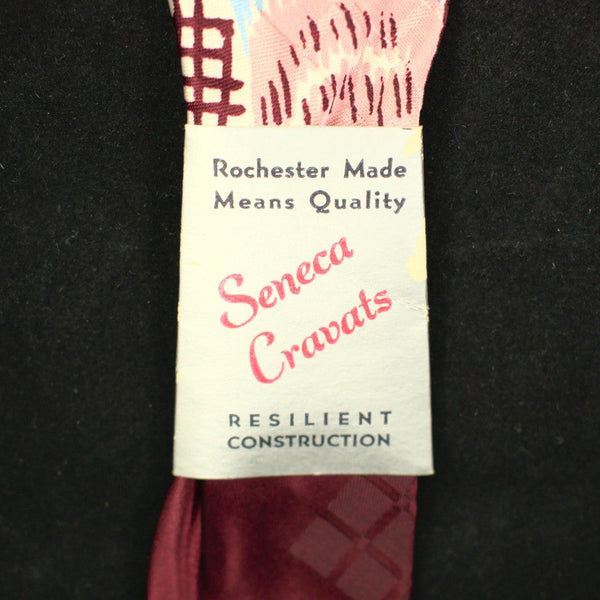 Rochester Made
Means Quality
Seneca
Cravats
RESILIENT
CONSTRUCTION